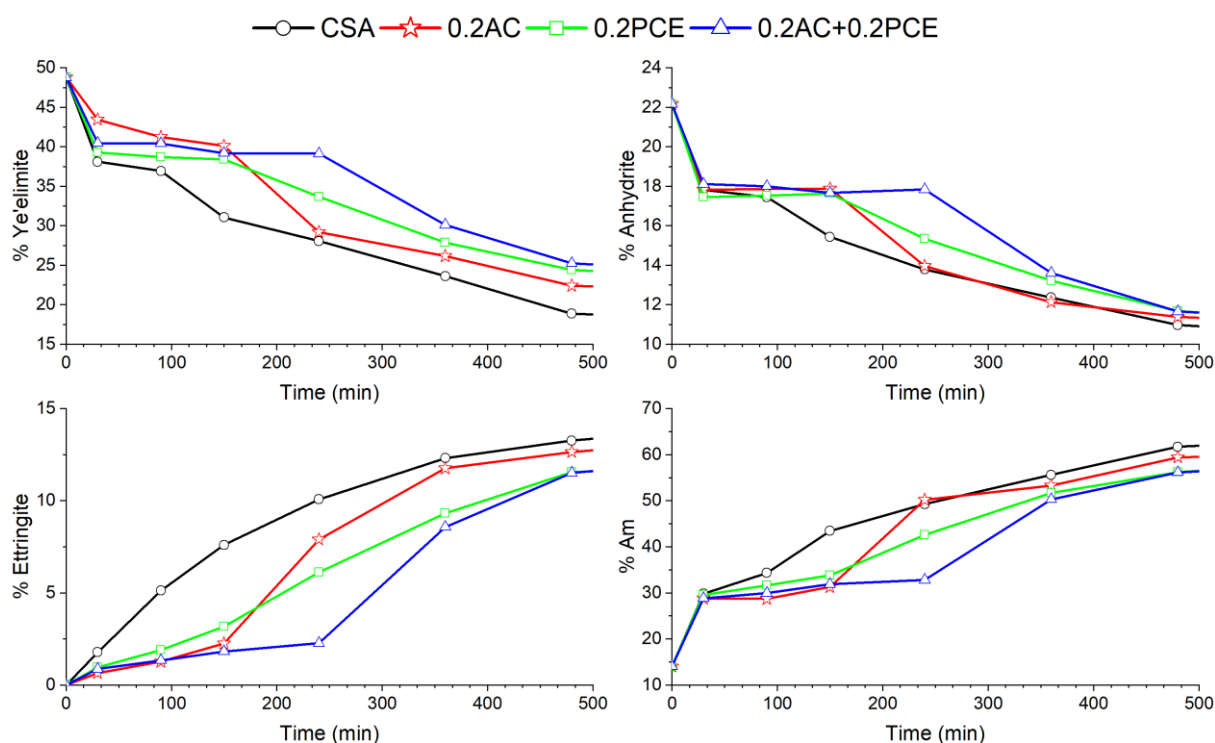 CSA 0.2AC 0.2PCE 0.2AC+0.2PCE
50
45
40
35
30
25
20
15
% Ye'elimite
0 100 200 300 400 500
Time (min)
24
22
20
18
16
14
12
10
% Anhydrite
0 100 200 300 400 500
Time (min)
15
10
5
0
% Ettringite
0 100 200 300 400 500
Time (min)
70
60
50
40
30
20
10
% Am
0 100 200 300 400 500
Time (min)